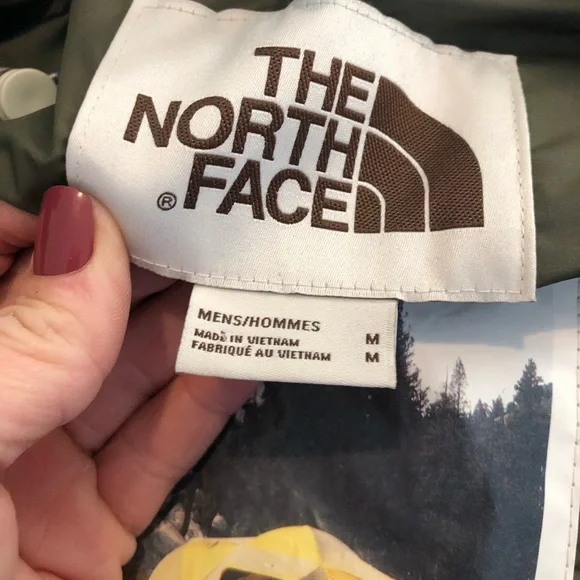 THE
NORTH
FACE
®
MENS/HOMMES M
MADE IN VIETNAM M
FABRIQUÉ AU VIETNAM M